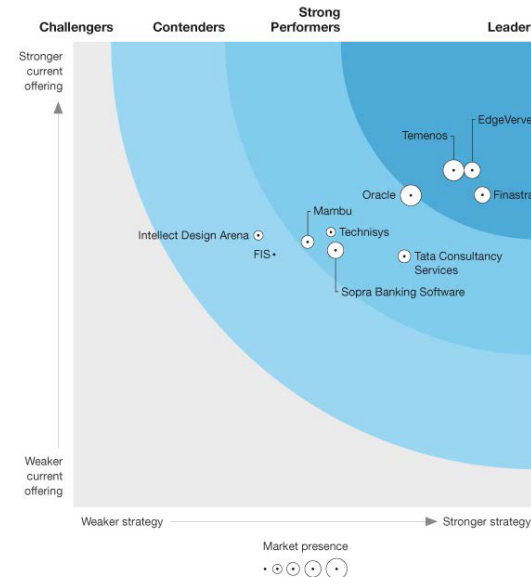 Challengers
Contenders
Strong
Performers
Leader
Stronger
current
offering
EdgeVerve
Temenos
Oracle
Finastra
Mambu
Intellect Design Arena
Technisys
FIS
Tata Consultancy
Services
Sopra Banking Software
Weaker
current
offering
Weaker strategy
Stronger strategy
Market presence